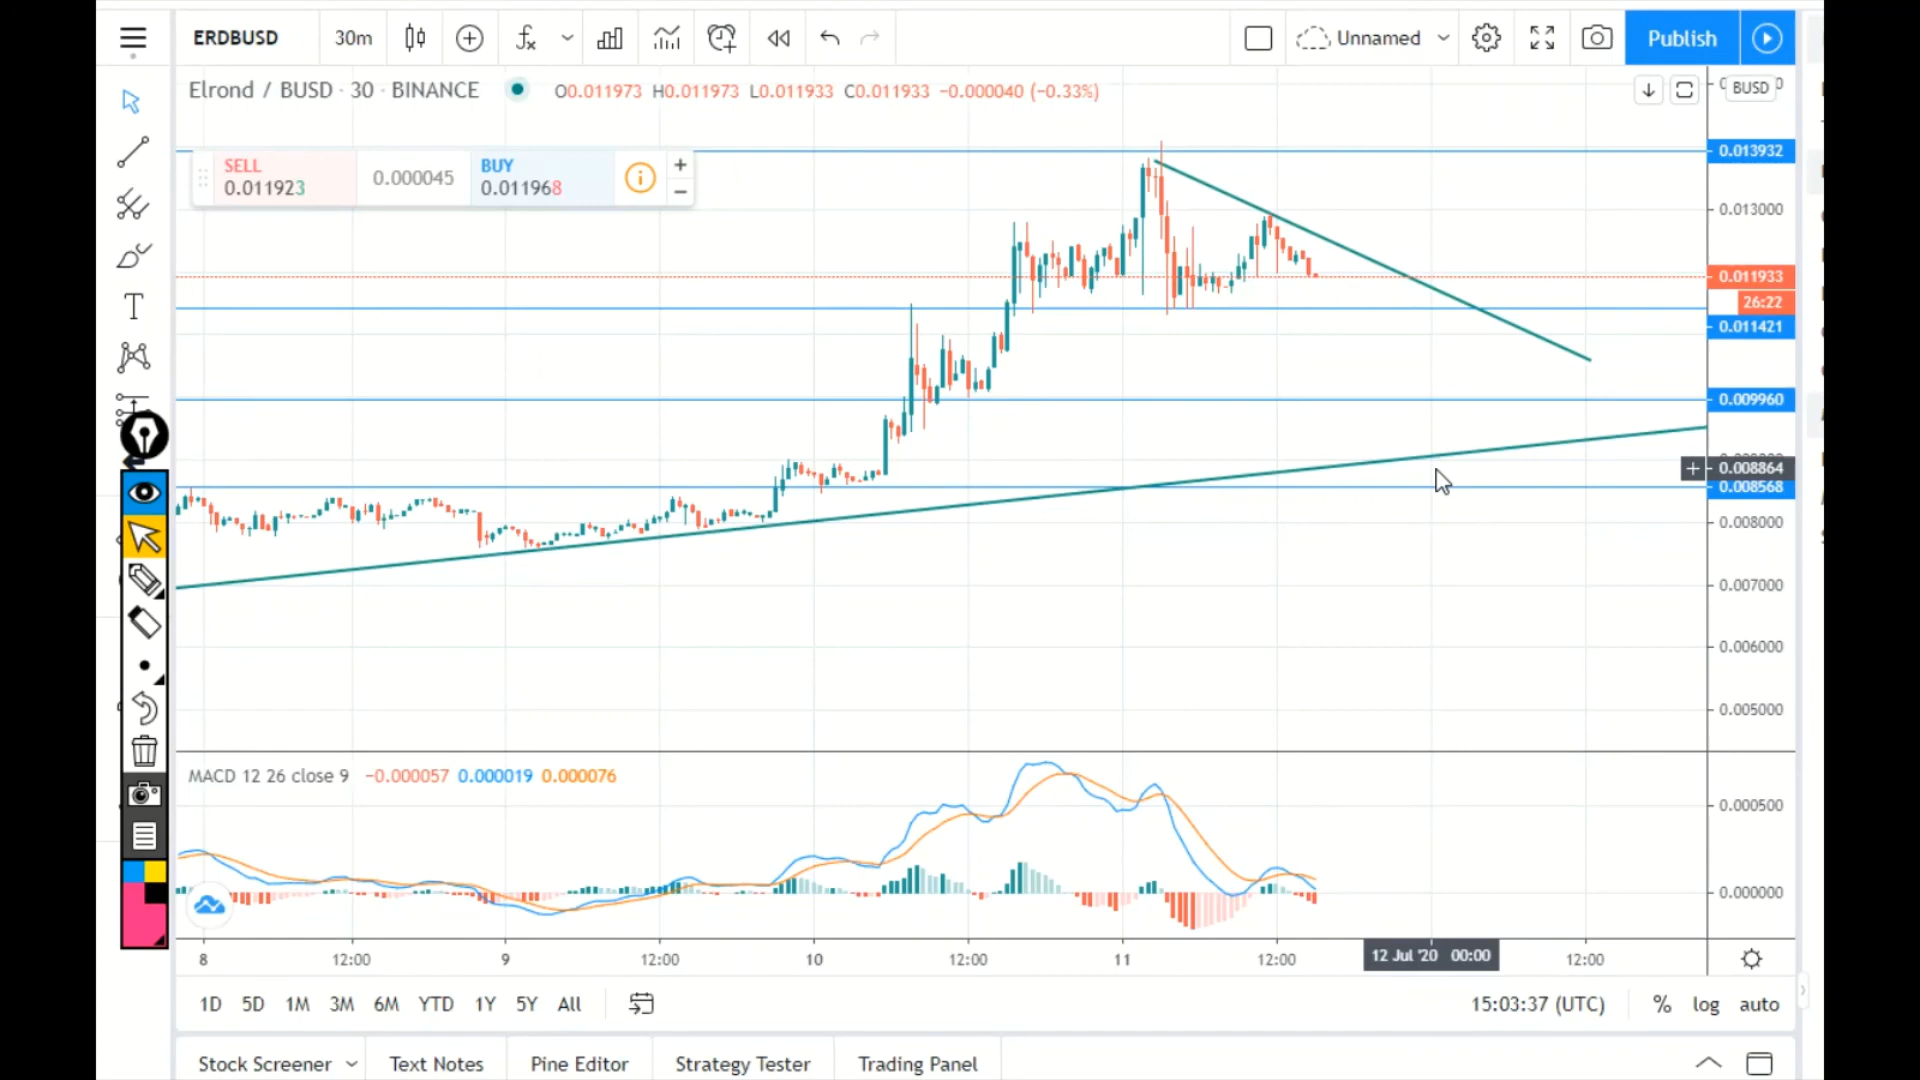 ERDBUSD 30m Unnamed Publish
Elrond / BUSD · 30 · BINANCE O0.011973 H0.011973 L0.011933 C0.011933 −0.000040 (−0.33%)
BUSD
SELL
0.011923
0.000045
BUY
0.011968
0.013932
0.013000
0.011933
26:22
0.011421
0.009960
0.008864
0.008568
0.008000
0.007000
0.006000
0.005000
MACD 12 26 close 9 −0.000057 0.000019 0.000076
0.000500
0.000000
8 12:00 9 12:00 10 12:00 11 12:00 12 Jul '20 00:00 12:00
1D 5D 1M 3M 6M YTD 1Y 5Y All 15:03:37 (UTC) % log auto
Stock Screener Text Notes Pine Editor Strategy Tester Trading Panel